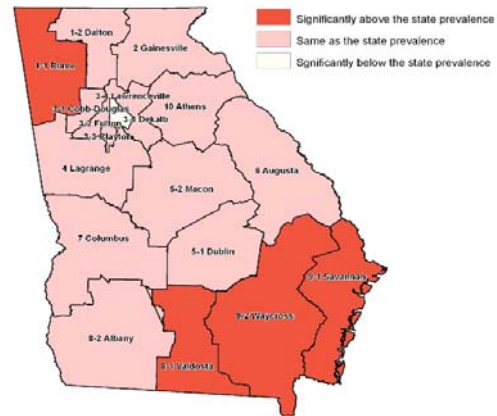 Significantly above the state prevalence
Same as the state prevalence
Sgnificantly below the state prevalence
1-2 Dalton
2 Gainesville
1-1 Rome
3-4 Lawrenceville
3-1 Cobb-Douglas
10 Athens
3-2 Fulton
3-5 Dekalb
3-3 Clayton
4 Lagrange
6 Augusta
5-2 Macon
7 Columbus
5-1 Dublin
9-1 Savannah
9-2 Waycross
8-2 Albany
8-1 Valdosta